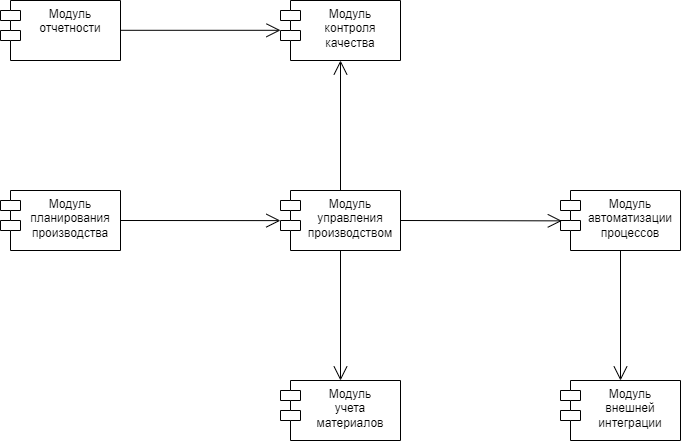 Модуль
отчетности
Модуль
контроля
качества
Модуль
планирования
производства
Модуль
управления
производством
Модуль
автоматизации
процессов
Модуль
учета
материалов
Модуль
внешней
интеграции